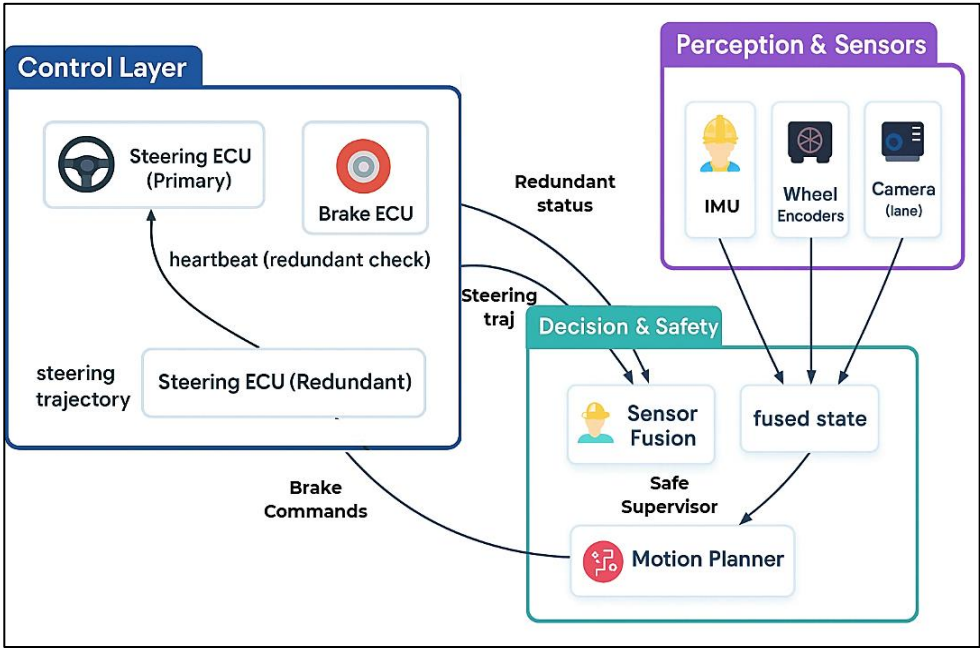 Control Layer
Steering ECU
(Primary)
Brake ECU
heartbeat (redundant check)
steering
trajectory
Steering ECU (Redundant)
Redundant
status
Steering
traj
Brake
Commands
Perception & Sensors
IMU
Wheel
Encoders
Camera
(lane)
Decision & Safety
Sensor
Fusion
fused state
Safe
Supervisor
Motion Planner